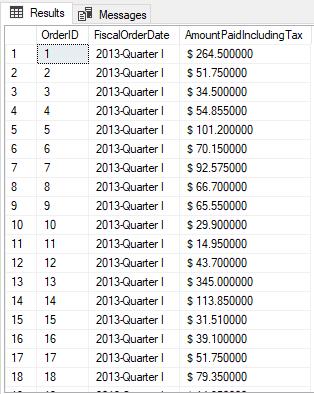 Results Messages
OrderID FiscalOrderDate AmountPaidIncludingTax
1 1 2013-Quarter I $ 264.500000
2 2 2013-Quarter I $ 51.750000
3 3 2013-Quarter I $ 34.500000
4 4 2013-Quarter I $ 54.855000
5 5 2013-Quarter I $ 101.200000
6 6 2013-Quarter I $ 70.150000
7 7 2013-Quarter I $ 92.575000
8 8 2013-Quarter I $ 66.700000
9 9 2013-Quarter I $ 65.550000
10 10 2013-Quarter I $ 29.900000
11 11 2013-Quarter I $ 14.950000
12 12 2013-Quarter I $ 43.700000
13 13 2013-Quarter I $ 345.000000
14 14 2013-Quarter I $ 113.850000
15 15 2013-Quarter I $ 31.510000
16 16 2013-Quarter I $ 39.100000
17 17 2013-Quarter I $ 51.750000
18 18 2013-Quarter I $ 79.350000